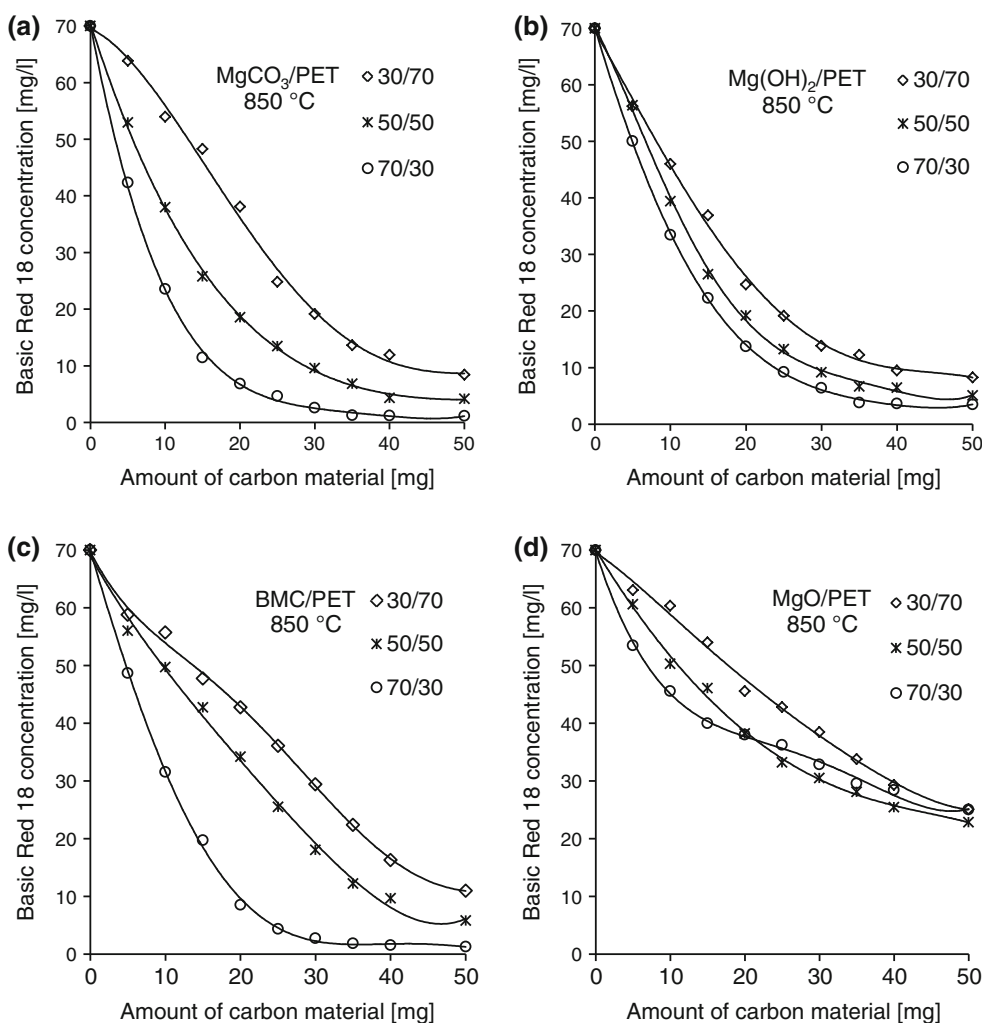 (a)
Basic Red 18 concentration [mg/l]
70
60
50
40
30
20
10
0
MgCO₃/PET
850 °C
30/70
50/50
70/30
0 10 20 30 40 50
Amount of carbon material [mg]
(b)
Basic Red 18 concentration [mg/l]
70
60
50
40
30
20
10
0
Mg(OH)₂/PET
850 °C
30/70
50/50
70/30
0 10 20 30 40 50
Amount of carbon material [mg]
(c)
Basic Red 18 concentration [mg/l]
70
60
50
40
30
20
10
0
BMC/PET
850 °C
30/70
50/50
70/30
0 10 20 30 40 50
Amount of carbon material [mg]
(d)
Basic Red 18 concentration [mg/l]
70
60
50
40
30
20
10
0
MgO/PET
850 °C
30/70
50/50
70/30
0 10 20 30 40 50
Amount of carbon material [mg]